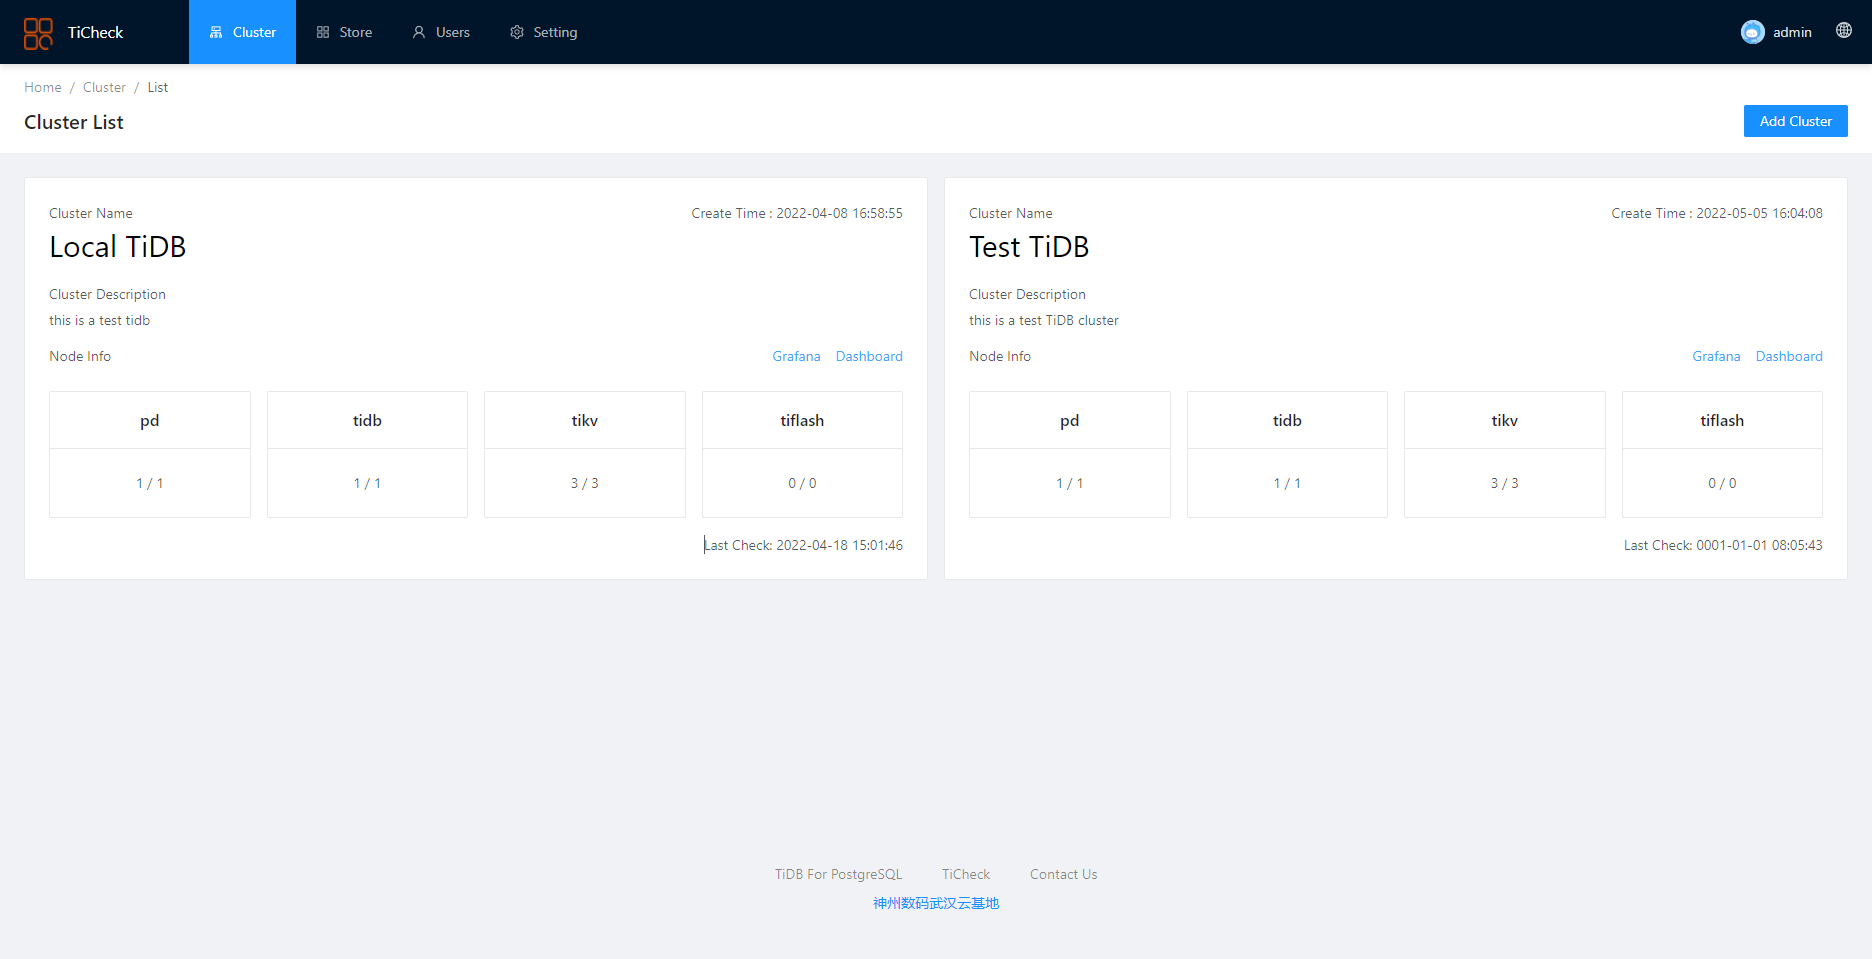 TiCheck
Cluster
Store
Users
Setting
admin
Home / Cluster / List
Cluster List
Add Cluster
Cluster Name
Create Time : 2022-04-08 16:58:55
Local TiDB
Cluster Description
this is a test tidb
Node Info
Grafana
Dashboard
pd
tidb
tikv
tiflash
1 / 1
1 / 1
3 / 3
0 / 0
Last Check: 2022-04-18 15:01:46
Cluster Name
Create Time : 2022-05-05 16:04:08
Test TiDB
Cluster Description
this is a test TiDB cluster
Node Info
Grafana
Dashboard
pd
tidb
tikv
tiflash
1 / 1
1 / 1
3 / 3
0 / 0
Last Check: 0001-01-01 08:05:43
TiDB For PostgreSQL
TiCheck
Contact Us
神州数码武汉云基地